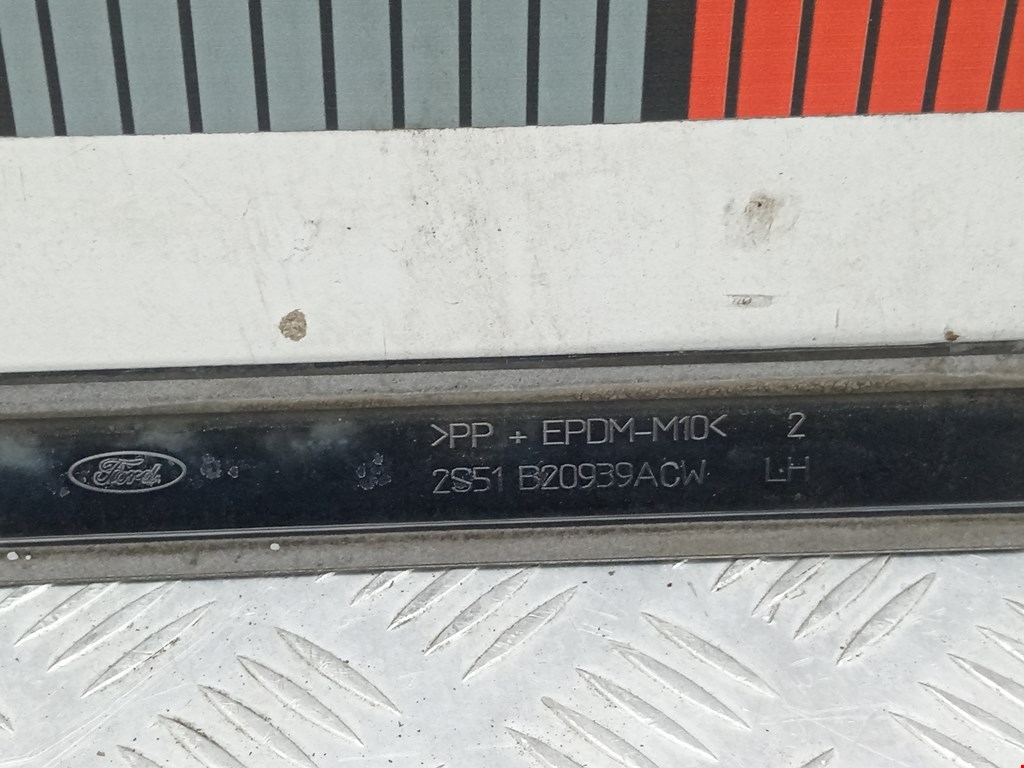 >PP + EPDM-M10< 2
Ford 2S51 B20939ACW LH